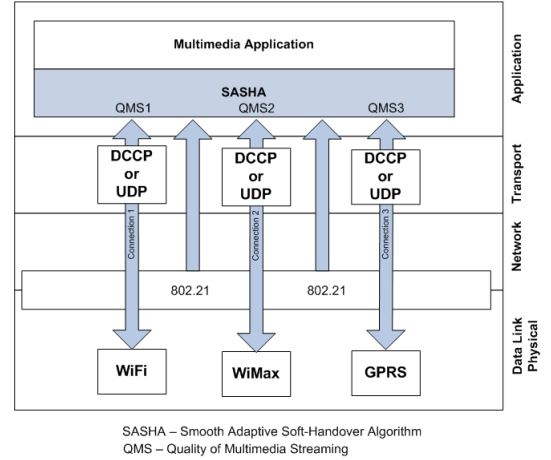 Multimedia Application
SASHA
QMS1 QMS2 QMS3
Application
DCCP
or
UDP
DCCP
or
UDP
DCCP
or
UDP
Transport
Connection 1
Connection 2
Connection 3
Network
802.21 802.21
WiFi
WiMax
GPRS
Data Link
Physical
SASHA – Smooth Adaptive Soft-Handover Algorithm
QMS – Quality of Multimedia Streaming